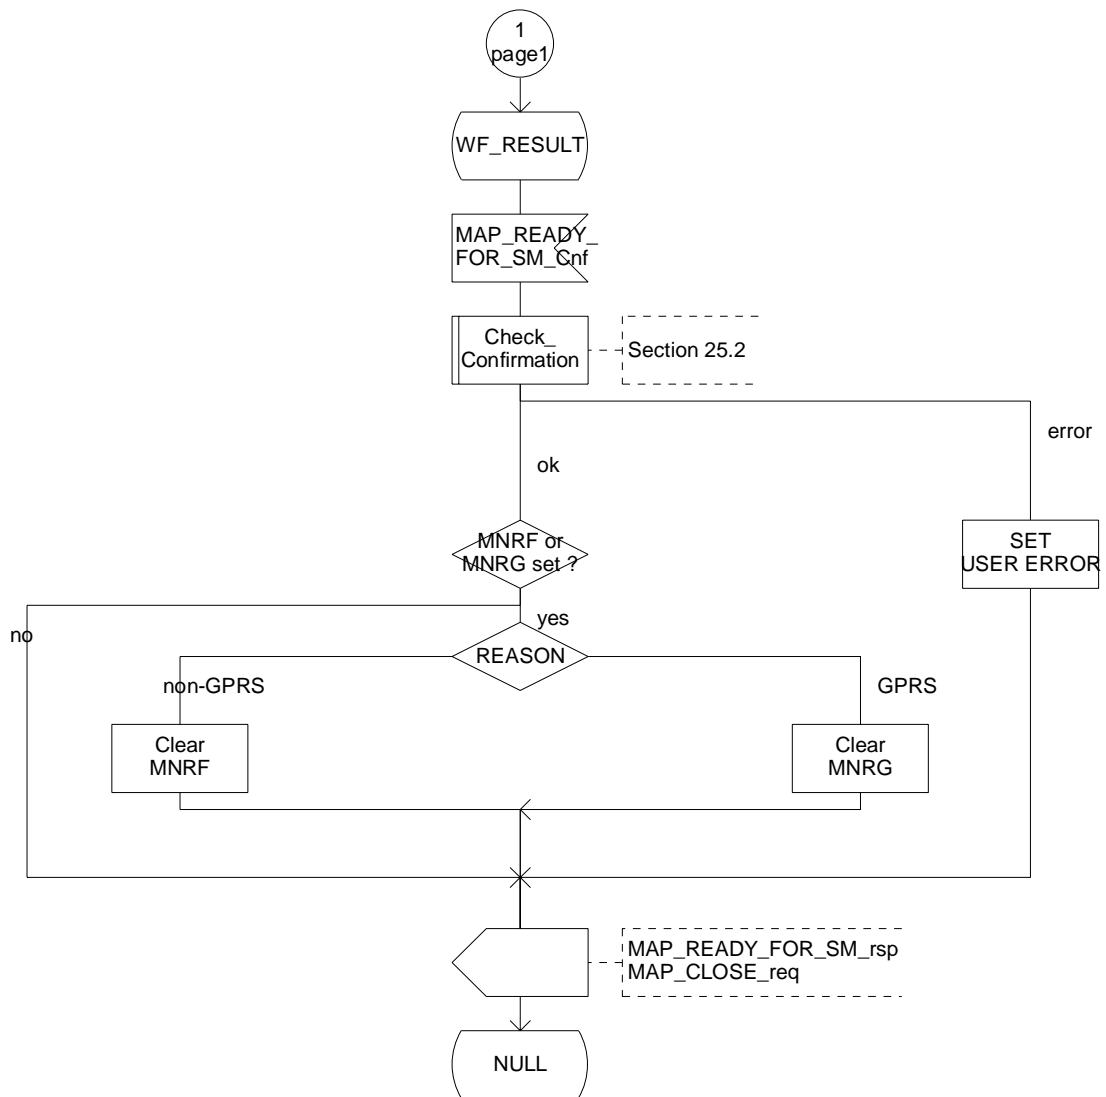 1
page1
WF_RESULT
MAP_READY_
FOR_SM_Cnf
Check_
Confirmation
Section 25.2
error
ok
MNRF or
MNRG set ?
SET
USER ERROR
yes
no
REASON
non-GPRS
GPRS
Clear
MNRF
Clear
MNRG
MAP_READY_FOR_SM_rsp
MAP_CLOSE_req
NULL